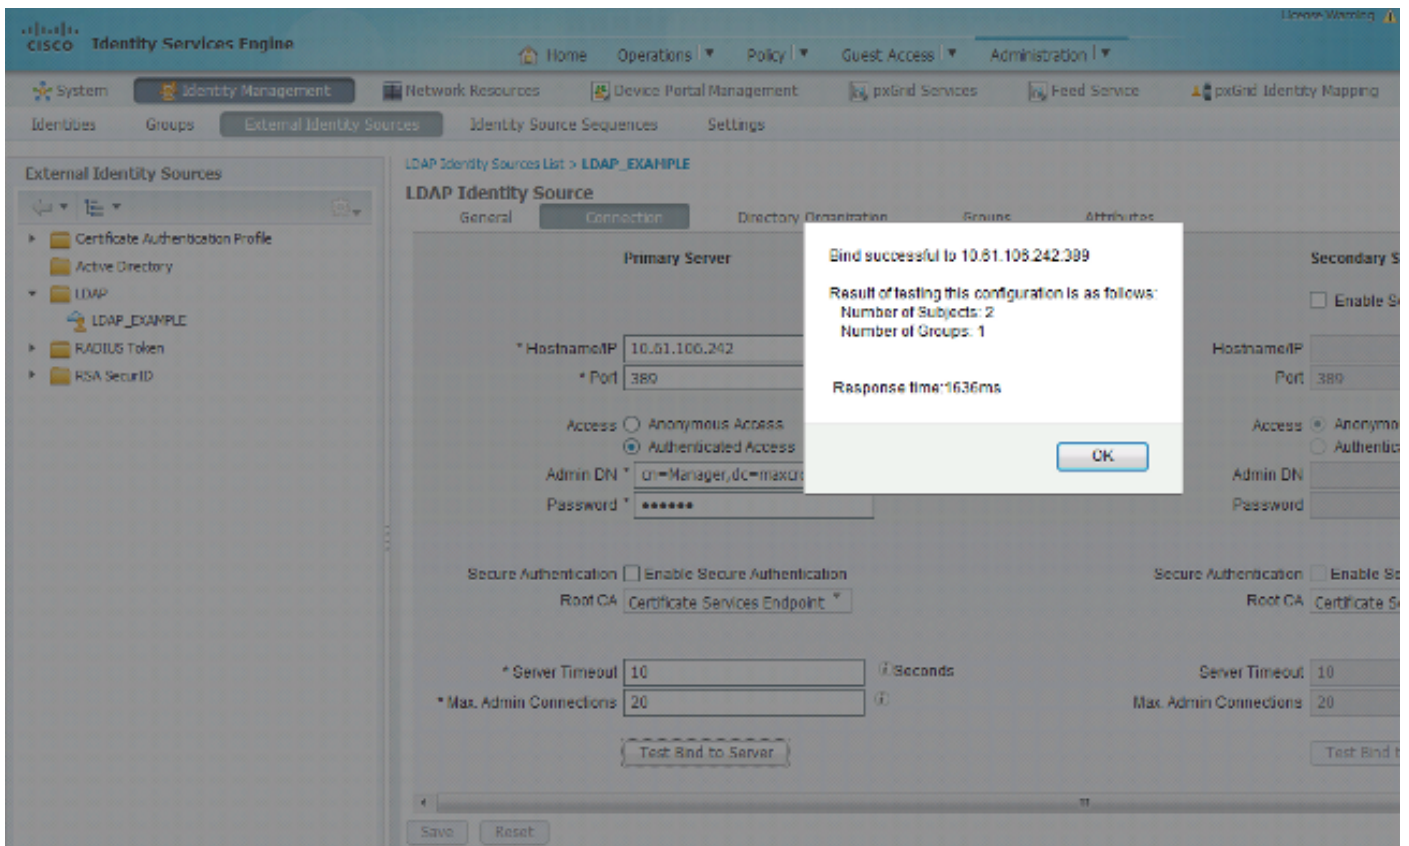 License Warning
CISCO Identity Services Engine
Home Operations Policy Guest Access Administration
System Identity Management Network Resources Device Portal Management pxGrid Services Feed Service pxGrid Identity Mapping
Identities Groups External Identity Sources Identity Source Sequences Settings
External Identity Sources
Certificate Authentication Profile
Active Directory
LDAP
LDAP_EXAMPLE
RADIUS Token
RSA SecurID
LDAP Identity Sources List > LDAP_EXAMPLE
LDAP Identity Source
General Connection Directory Organization Groups Attributes
Primary Server Secondary S
Enable Se
* Hostname/IP 10.61.106.242 Hostname/IP
* Port 389 Port 389
Access Anonymous Access Access Anonymo
Authenticated Access Authentica
Admin DN * cn=Manager,dc=maxcr Admin DN
Password * •••••• Password
Bind successful to 10.61.106.242:389
Result of testing this configuration is as follows:
Number of Subjects: 2
Number of Groups: 1
Response time:1636ms
OK
Secure Authentication Enable Secure Authentication Secure Authentication Enable Se
Root CA Certificate Services Endpoint Root CA Certificate S
* Server Timeout 10 Seconds Server Timeout 10
* Max. Admin Connections 20 Max. Admin Connections 20
Test Bind to Server Test Bind t
Save Reset